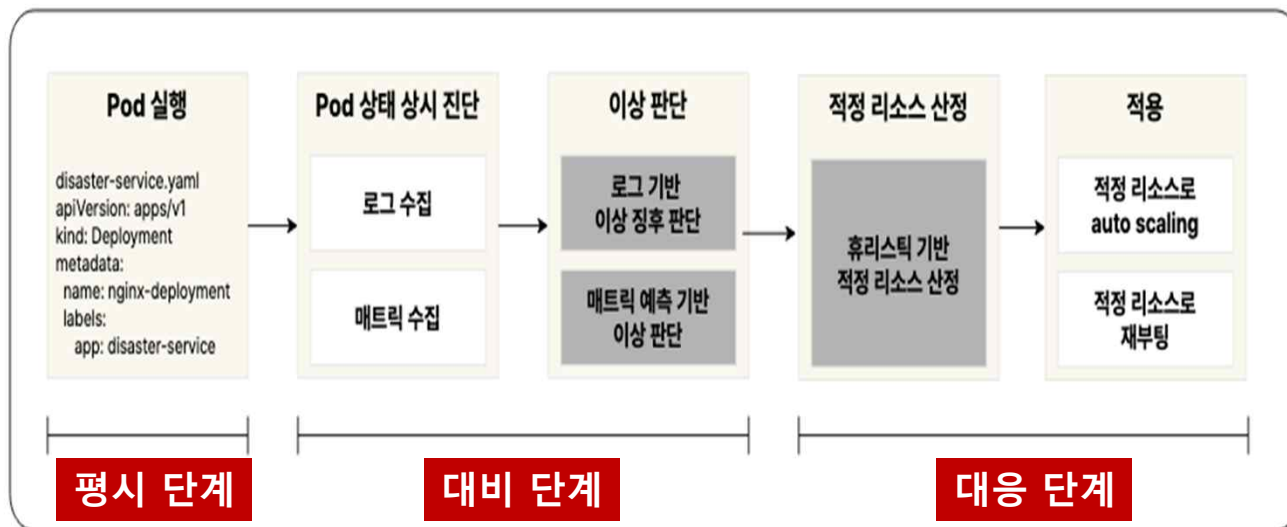 Pod 실행
disaster-service.yaml
apiVersion: apps/v1
kind: Deployment
metadata:
name: nginx-deployment
labels:
app: disaster-service
Pod 상태 상시 진단
로그 수집
매트릭 수집
이상 판단
로그 기반
이상 징후 판단
매트릭 예측 기반
이상 판단
적정 리소스 산정
휴리스틱 기반
적정 리소스 산정
적용
적정 리소스로
auto scaling
적정 리소스로
재부팅
평시 단계
대비 단계
대응 단계